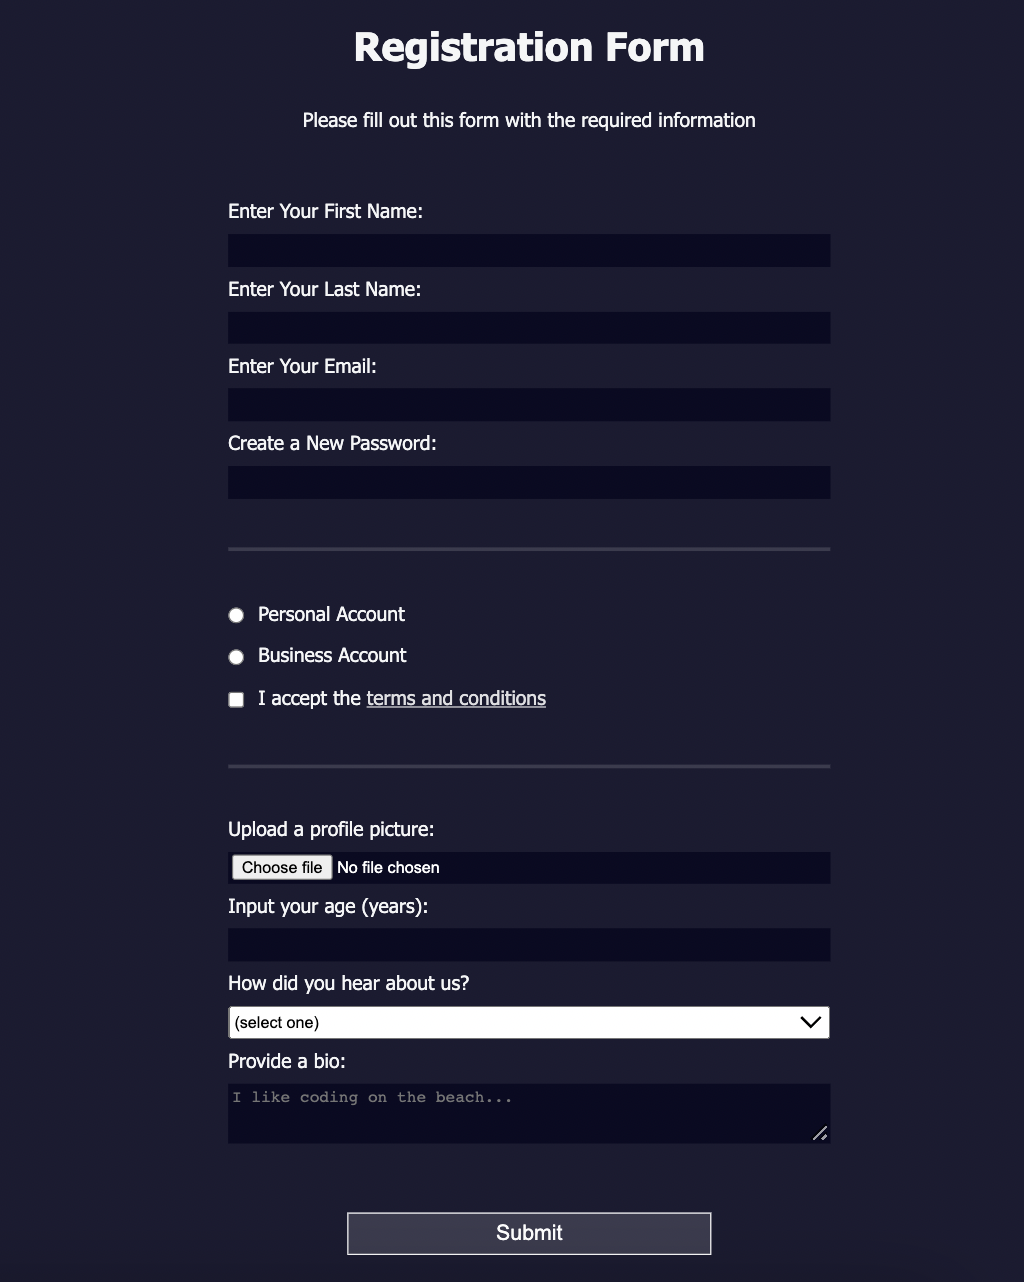 Registration Form
Please fill out this form with the required information
Enter Your First Name:
Enter Your Last Name:
Enter Your Email:
Create a New Password:
Personal Account
Business Account
I accept the terms and conditions
Upload a profile picture:
Choose file No file chosen
Input your age (years):
How did you hear about us?
(select one)
Provide a bio:
I like coding on the beach...
Submit